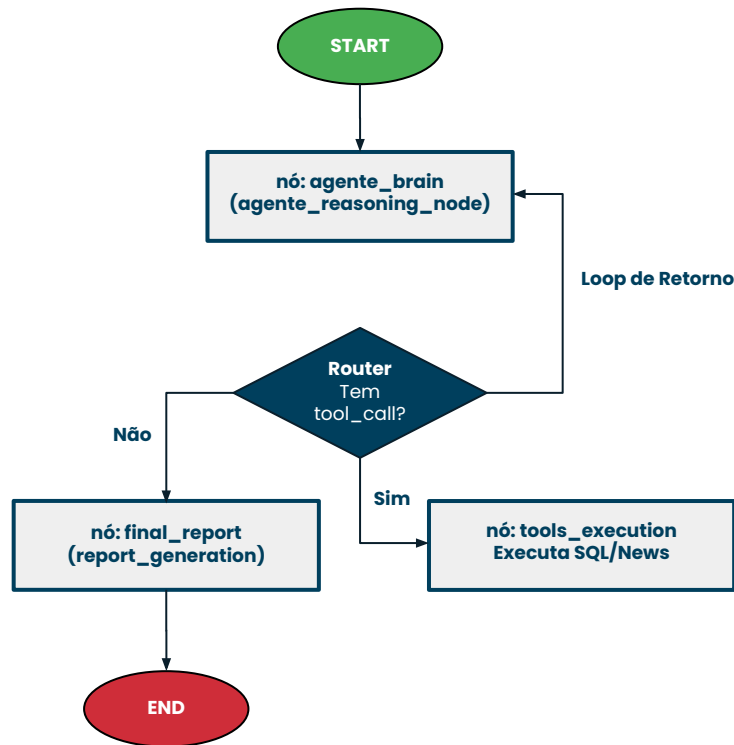 START
nó: agente_brain
(agente_reasoning_node)
Loop de Retorno
Router
Tem
tool_call?
Não
Sim
nó: final_report
(report_generation)
nó: tools_execution
Executa SQL/News
END